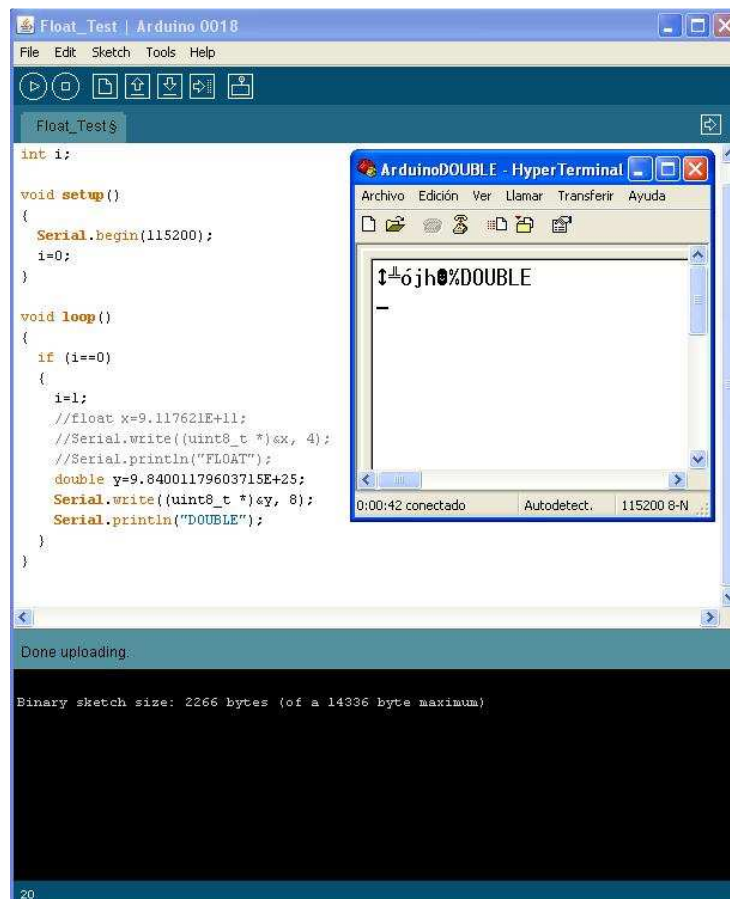 Float_Test | Arduino 0018
File Edit Sketch Tools Help
Float_Test§
int i;
void setup()
{
Serial.begin(115200);
i=0;
}
void loop()
{
if (i==0)
{
i=1;
//float x=9.117621E+11;
//Serial.write((uint8_t *)&x, 4);
//Serial.println("FLOAT");
double y=9.84001179603715E+25;
Serial.write((uint8_t *)&y, 8);
Serial.println("DOUBLE");
}
}
ArduinoDOUBLE - HyperTerminal
Archivo Edición Ver Llamar Transferir Ayuda
↕╩ójh☻%DOUBLE
_
0:00:42 conectado Autodetect. 115200 8-N
Done uploading.
Binary sketch size: 2266 bytes (of a 14336 byte maximum)
20